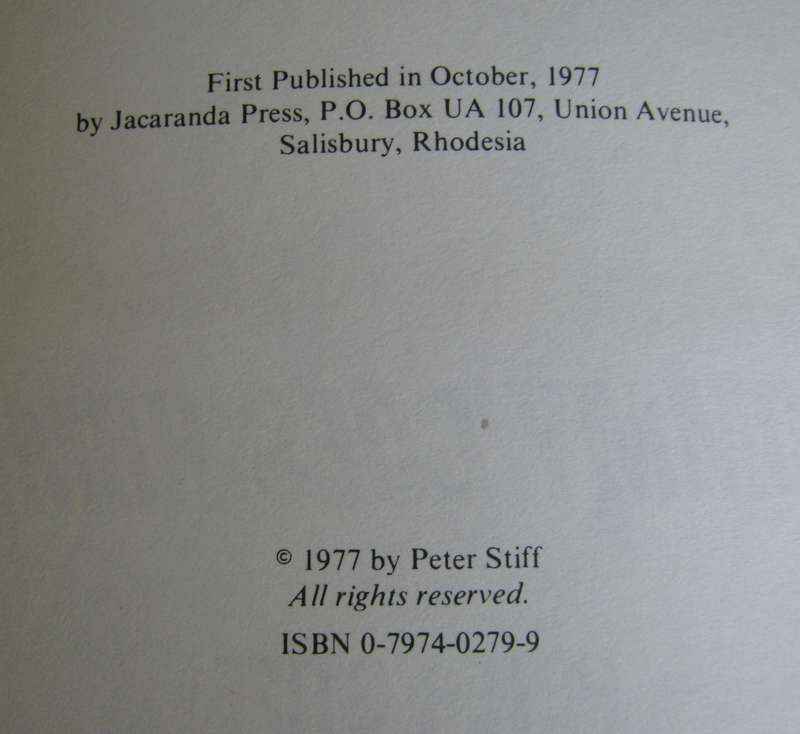 First Published in October, 1977
by Jacaranda Press, P.O. Box UA 107, Union Avenue,
Salisbury, Rhodesia
© 1977 by Peter Stiff
All rights reserved.
ISBN 0-7974-0279-9